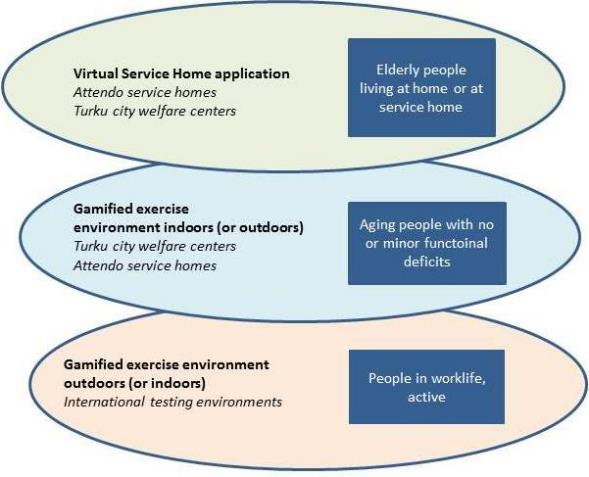 Virtual Service Home application
Attendo service homes
Turku city welfare centers
Elderly people
living at home or at
service home
Gamified exercise
environment indoors (or outdoors)
Turku city welfare centers
Attendo service homes
Aging people with no
or minor functoinal
deficits
Gamified exercise environment
outdoors (or indoors)
International testing environments
People in worklife,
active